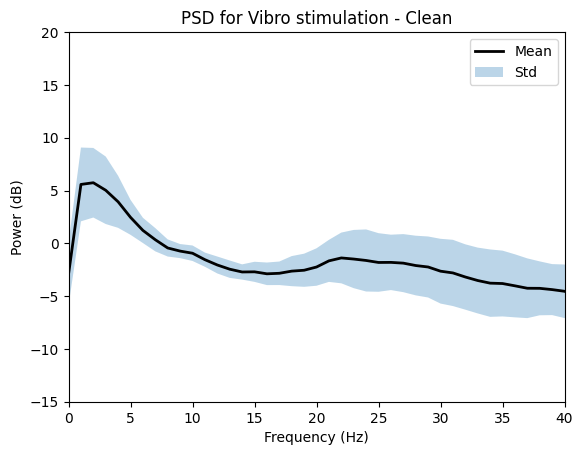 PSD for Vibro stimulation - Clean
Mean
Std
Power (dB)
20
15
10
5
0
−5
−10
−15
0 5 10 15 20 25 30 35 40
Frequency (Hz)